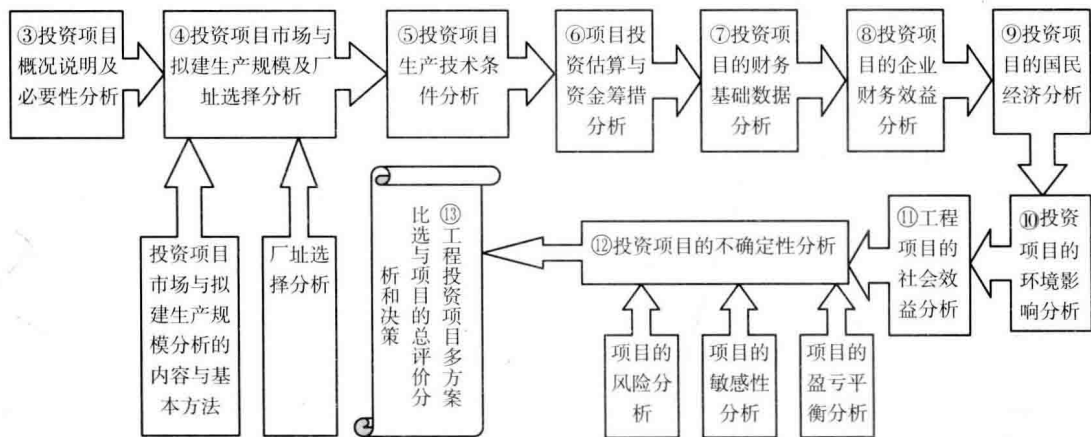 ③投资项目
概况说明及
必要性分析
④投资项目市场与
拟建生产规模及厂
址选择分析
⑤投资项目
生产技术条
件分析
⑥项目投
资估算与
资金筹措
分析
⑦投资项
目的财务
基础数据
分析
⑧投资项
目的企业
财务效益
分析
⑨投资项
目的国民
经济分析
投资项目
市场与拟
建生产规
模分析的
内容与基
本方法
厂址选
择分析
⑬工程投资项目多方案
比选与项目的总评价分
析和决策
⑫投资项目的不确定性分析
⑪工程
项目的
社会效
益分析
⑩投资
项目的
环境影
响分析
项目的
风险分
析
项目的
敏感性
分析
项目的
盈亏平
衡分析